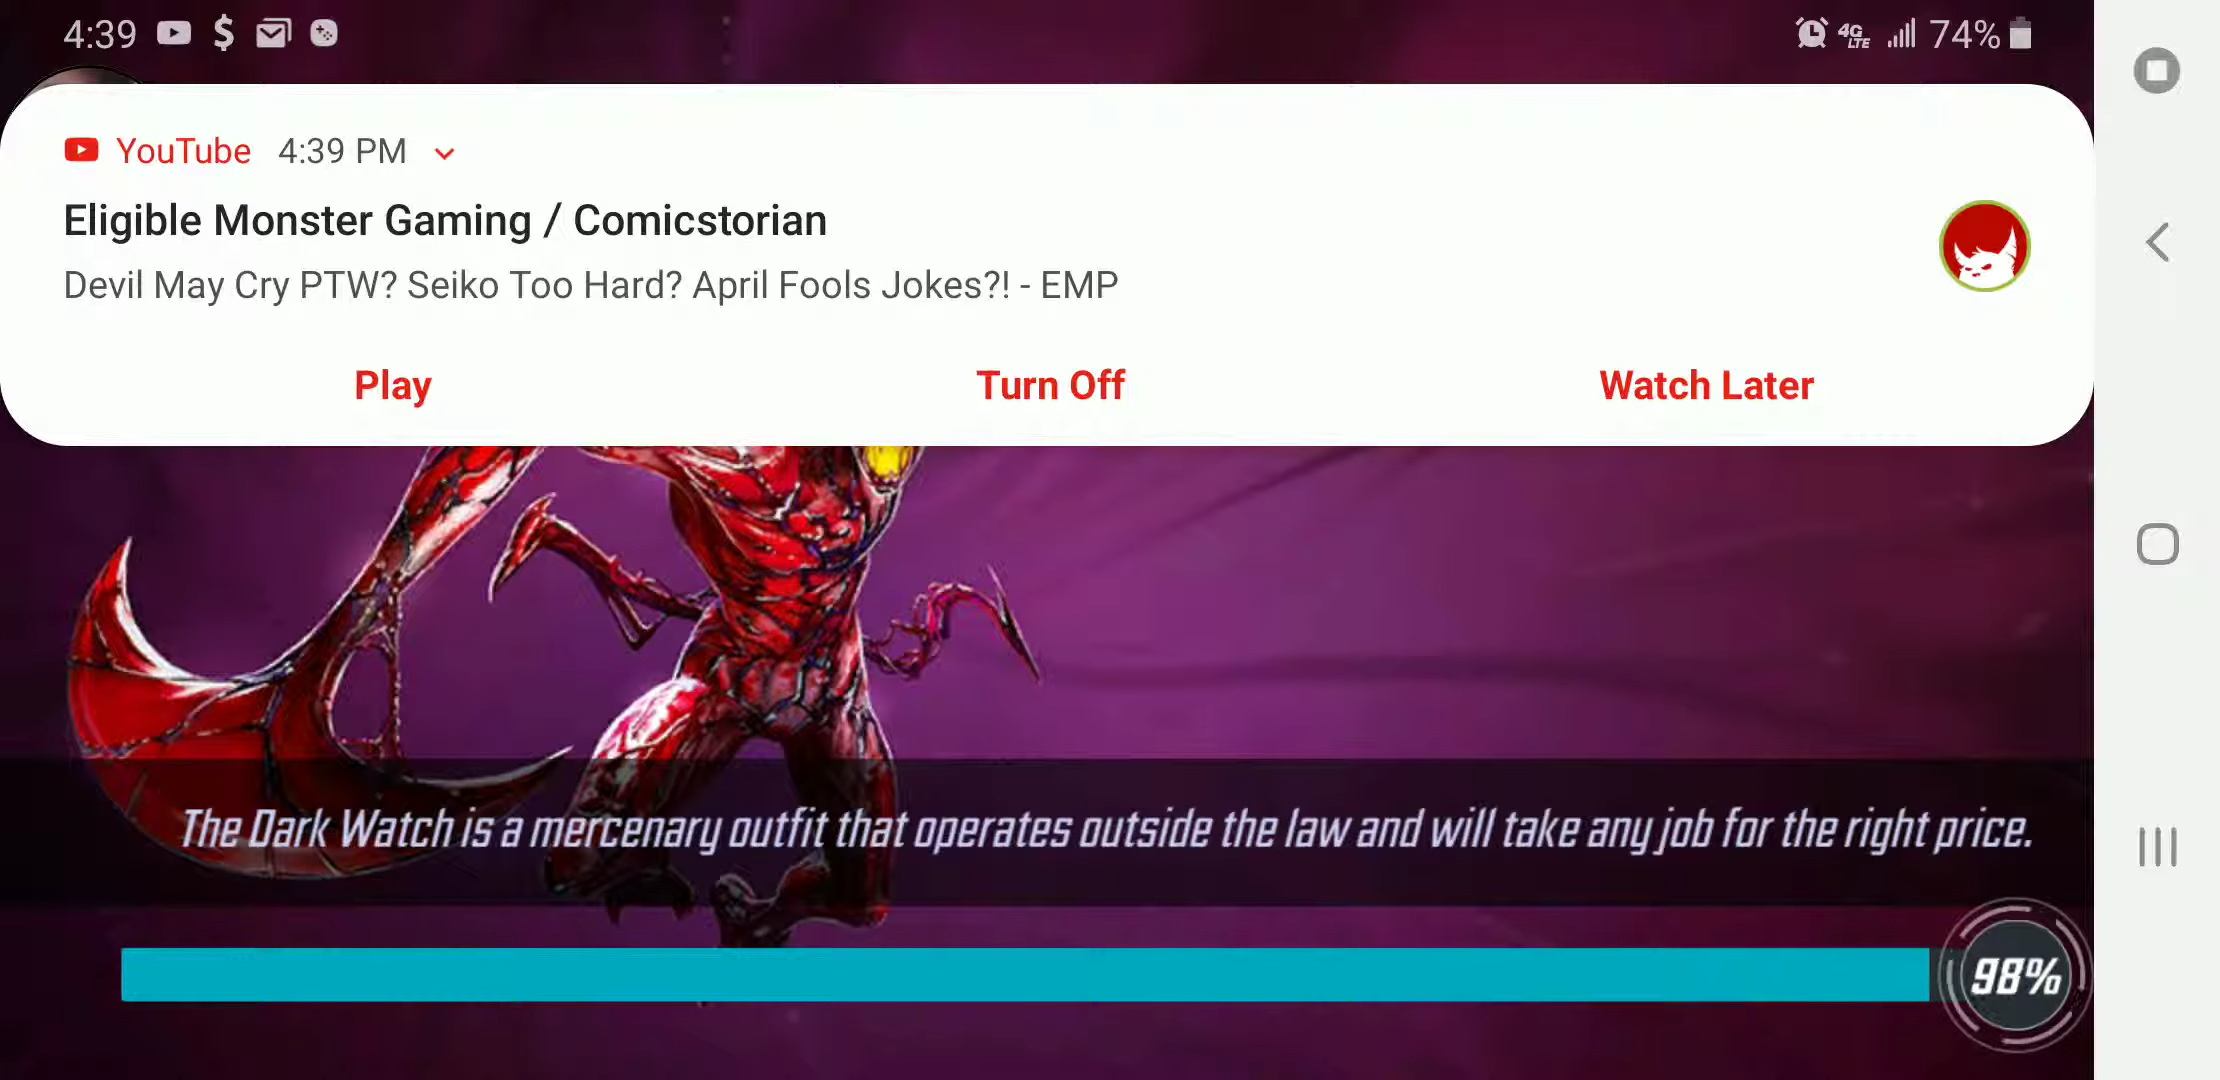 4:39
4G LTE 74%
YouTube 4:39 PM
Eligible Monster Gaming / Comicstorian
Devil May Cry PTW? Seiko Too Hard? April Fools Jokes?! - EMP
Play Turn Off Watch Later
The Dark Watch is a mercenary outfit that operates outside the law and will take any job for the right price.
98%